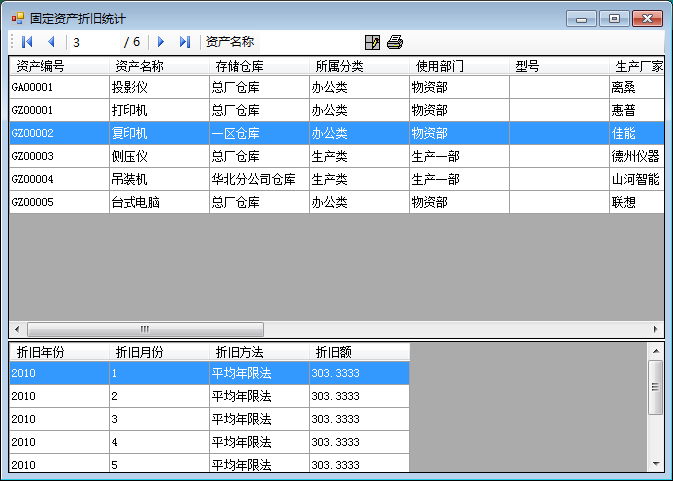 固定资产折旧统计
3 / 6 资产名称
资产编号 资产名称 存储仓库 所属分类 使用部门 型号 生产厂家
GA00001 投影仪 总厂仓库 办公类 物资部 离桑
GZ00001 打印机 总厂仓库 办公类 物资部 惠普
GZ00002 复印机 一区仓库 办公类 物资部 佳能
GZ00003 侧压仪 总厂仓库 生产类 生产一部 德州仪器
GZ00004 吊装机 华北分公司仓库 生产类 生产一部 山河智能
GZ00005 台式电脑 总厂仓库 办公类 物资部 联想
折旧年份 折旧月份 折旧方法 折旧额
2010 1 平均年限法 303.3333
2010 2 平均年限法 303.3333
2010 3 平均年限法 303.3333
2010 4 平均年限法 303.3333
2010 5 平均年限法 303.3333